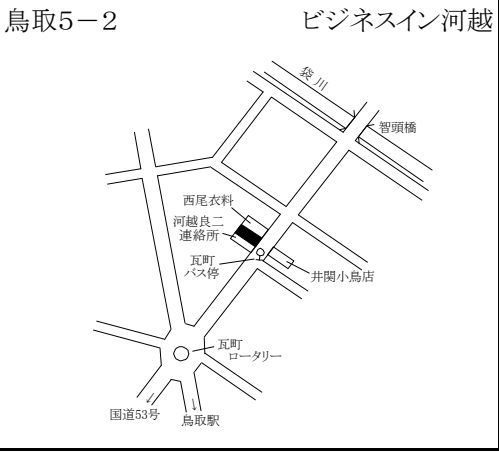 鳥取5-2
ビジネスイン河越
袋川
智頭橋
西尾衣料
河越良二
連絡所
瓦町
バス停
井関小鳥店
瓦町
ロータリー
国道53号
鳥取駅